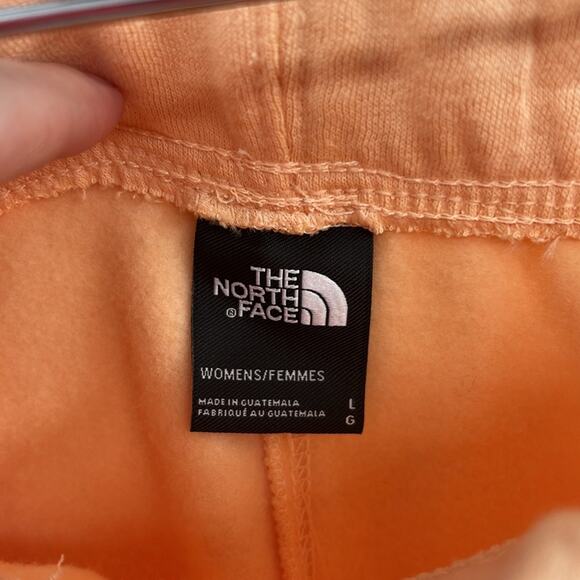 THE
NORTH
FACE
WOMENS/FEMMES
MADE IN GUATEMALA L
FABRIQUÉ AU GUATEMALA G